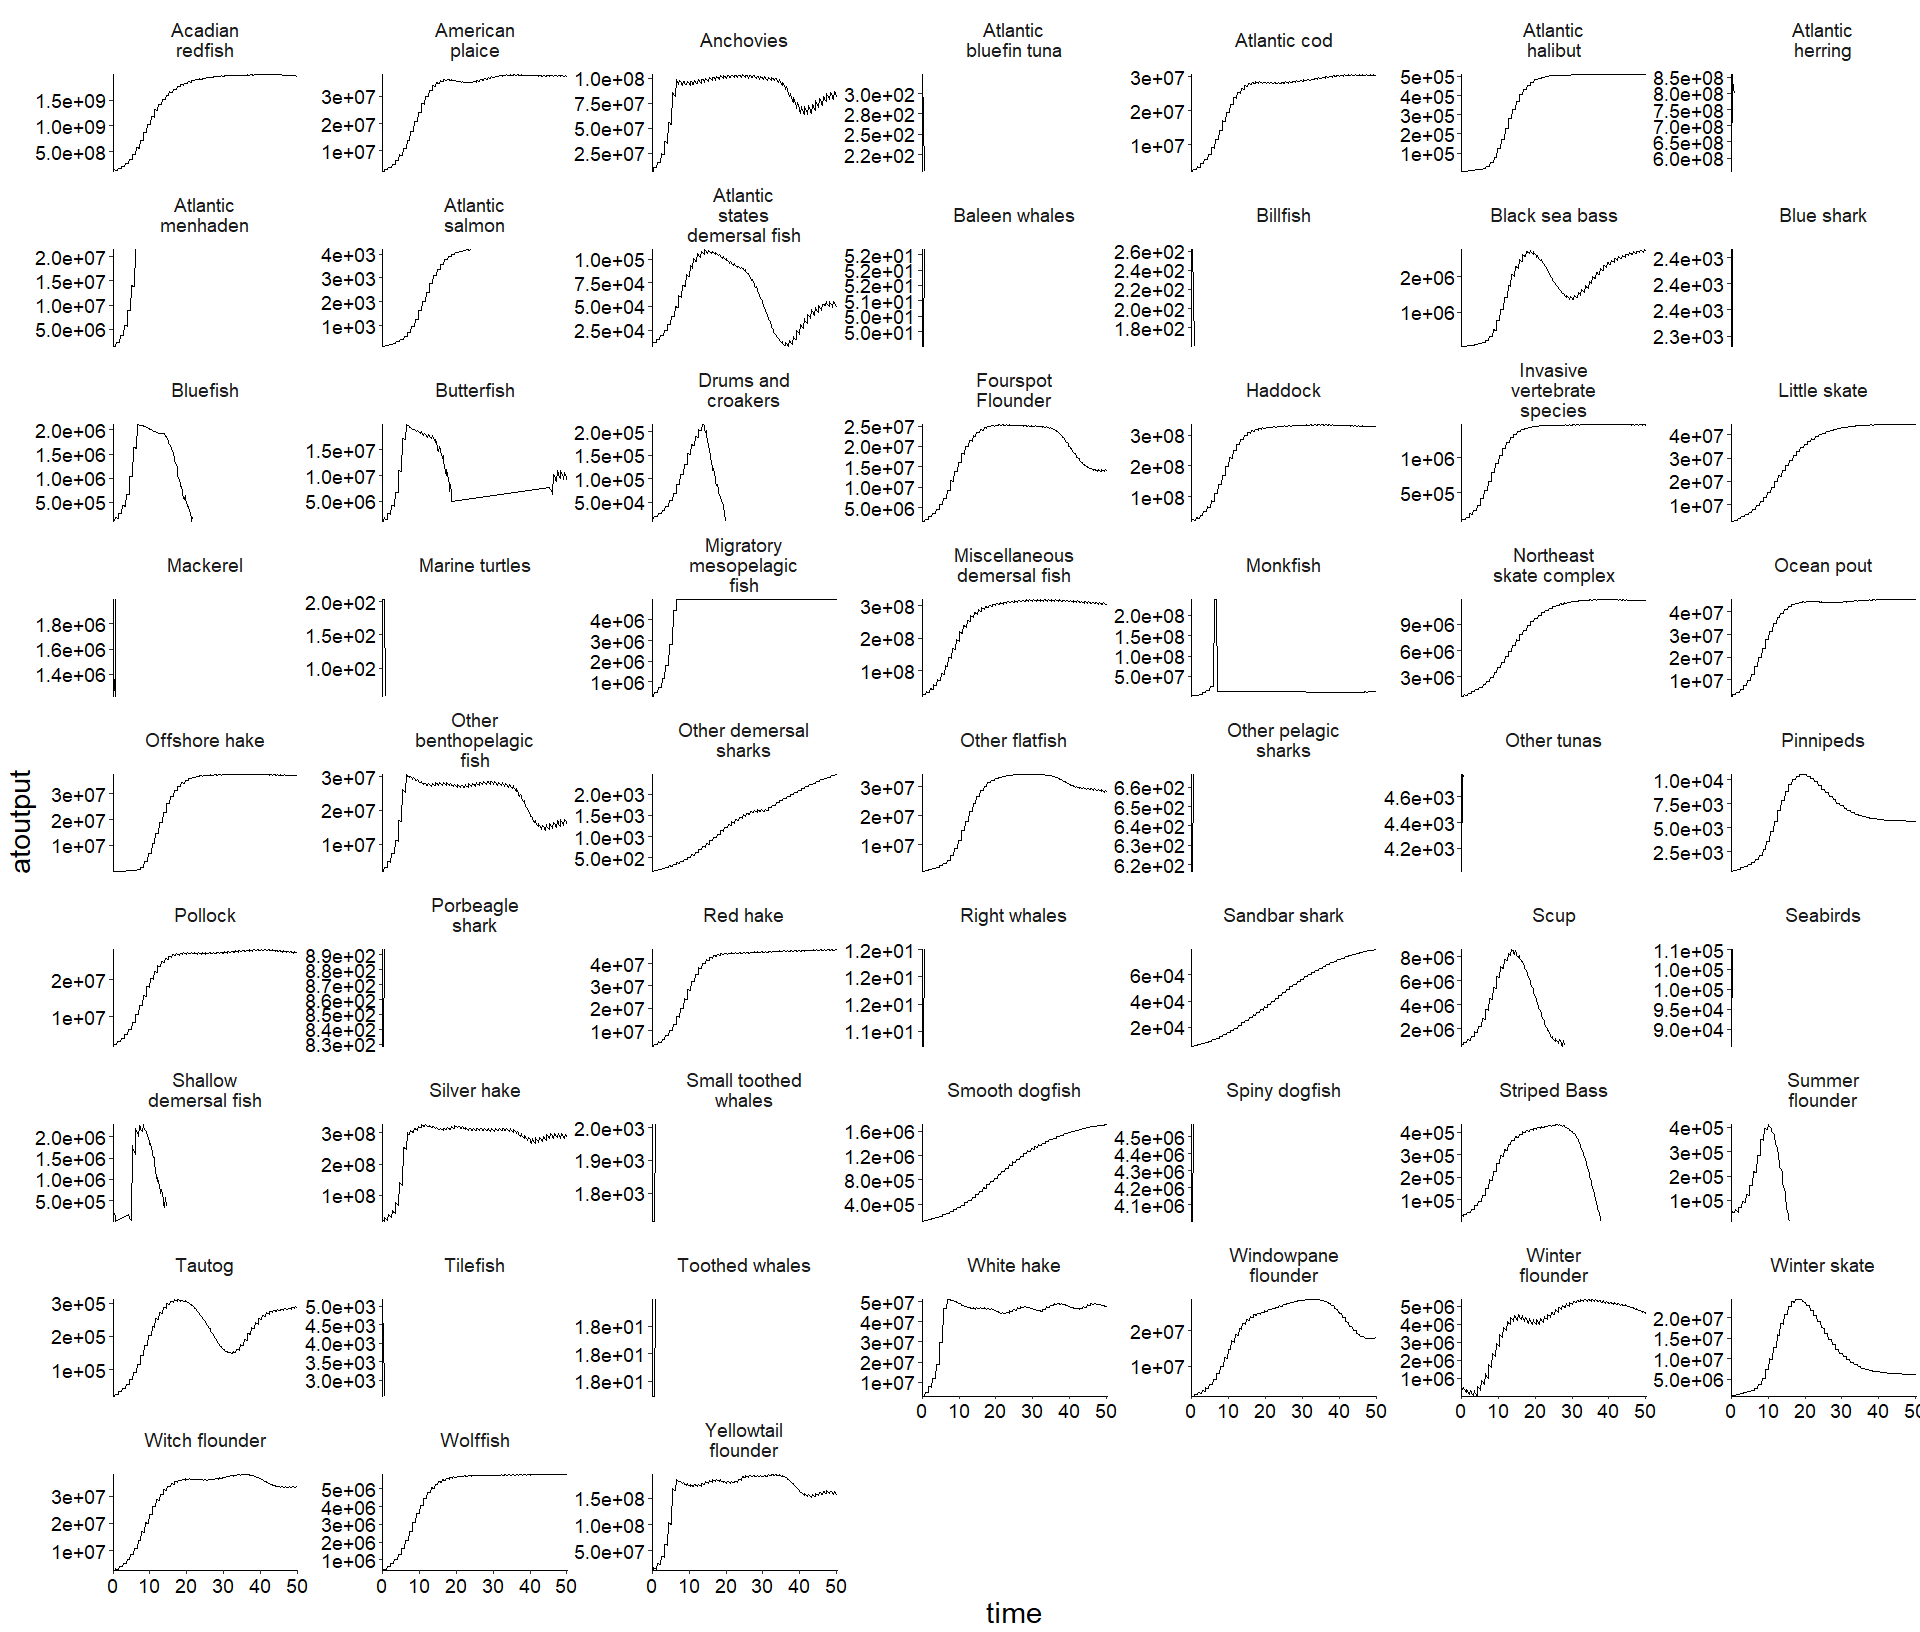 Acadian
redfish
American
plaice
Anchovies
Atlantic
bluefin tuna
Atlantic cod
Atlantic
halibut
Atlantic
herring
1.5e+09
1.0e+09
5.0e+08
3e+07
2e+07
1e+07
1.0e+08
7.5e+07
5.0e+07
2.5e+07
3.0e+02
2.8e+02
2.5e+02
2.2e+02
3e+07
2e+07
1e+07
5e+05
4e+05
3e+05
2e+05
1e+05
8.5e+08
8.0e+08
7.5e+08
7.0e+08
6.5e+08
6.0e+08
Atlantic
menhaden
Atlantic
salmon
Atlantic
states
demersal fish
Baleen whales
Billfish
Black sea bass
Blue shark
2.0e+07
1.5e+07
1.0e+07
5.0e+06
4e+03
3e+03
2e+03
1e+03
1.0e+05
7.5e+04
5.0e+04
2.5e+04
5.2e+01
5.2e+01
5.2e+01
5.1e+01
5.0e+01
5.0e+01
2.6e+02
2.4e+02
2.2e+02
2.0e+02
1.8e+02
2e+06
1e+06
2.4e+03
2.4e+03
2.4e+03
2.3e+03
Bluefish
Butterfish
Drums and
croakers
Fourspot
Flounder
Haddock
Invasive
vertebrate
species
Little skate
2.0e+06
1.5e+06
1.0e+06
5.0e+05
1.5e+07
1.0e+07
5.0e+06
2.0e+05
1.5e+05
1.0e+05
5.0e+04
2.5e+07
2.0e+07
1.5e+07
1.0e+07
5.0e+06
3e+08
2e+08
1e+08
1e+06
5e+05
4e+07
3e+07
2e+07
1e+07
Mackerel
Marine turtles
Migratory
mesopelagic
fish
Miscellaneous
demersal fish
Monkfish
Northeast
skate complex
Ocean pout
1.8e+06
1.6e+06
1.4e+06
2.0e+02
1.5e+02
1.0e+02
4e+06
3e+06
2e+06
1e+06
3e+08
2e+08
1e+08
2.0e+08
1.5e+08
1.0e+08
5.0e+07
9e+06
6e+06
3e+06
4e+07
3e+07
2e+07
1e+07
Offshore hake
Other
benthopelagic
fish
Other demersal
sharks
Other flatfish
Other pelagic
sharks
Other tunas
Pinnipeds
3e+07
2e+07
1e+07
3e+07
2e+07
1e+07
2.0e+03
1.5e+03
1.0e+03
5.0e+02
3e+07
2e+07
1e+07
6.6e+02
6.5e+02
6.4e+02
6.3e+02
6.2e+02
4.6e+03
4.4e+03
4.2e+03
1.0e+04
7.5e+03
5.0e+03
2.5e+03
atoutput
Pollock
Porbeagle
shark
Red hake
Right whales
Sandbar shark
Scup
Seabirds
2e+07
1e+07
8.9e+02
8.8e+02
8.7e+02
8.6e+02
8.5e+02
8.4e+02
8.3e+02
4e+07
3e+07
2e+07
1e+07
1.2e+01
1.2e+01
1.2e+01
1.1e+01
6e+04
4e+04
2e+04
8e+06
6e+06
4e+06
2e+06
1.1e+05
1.0e+05
1.0e+05
9.5e+04
9.0e+04
Shallow
demersal fish
Silver hake
Small toothed
whales
Smooth dogfish
Spiny dogfish
Striped Bass
Summer
flounder
2.0e+06
1.5e+06
1.0e+06
5.0e+05
3e+08
2e+08
1e+08
2.0e+03
1.9e+03
1.8e+03
1.6e+06
1.2e+06
8.0e+05
4.0e+05
4.5e+06
4.4e+06
4.3e+06
4.2e+06
4.1e+06
4e+05
3e+05
2e+05
1e+05
4e+05
3e+05
2e+05
1e+05
Tautog
Tilefish
Toothed whales
White hake
Windowpane
flounder
Winter
flounder
Winter skate
3e+05
2e+05
1e+05
5.0e+03
4.5e+03
4.0e+03
3.5e+03
3.0e+03
1.8e+01
1.8e+01
1.8e+01
5e+07
4e+07
3e+07
2e+07
1e+07
2e+07
1e+07
5e+06
4e+06
3e+06
2e+06
1e+06
2.0e+07
1.5e+07
1.0e+07
5.0e+06
0 10 20 30 40 50
0 10 20 30 40 50
0 10 20 30 40 50
0 10 20 30 40 50
Witch flounder
Wolffish
Yellowtail
flounder
3e+07
2e+07
1e+07
5e+06
4e+06
3e+06
2e+06
1e+06
1.5e+08
1.0e+08
5.0e+07
0 10 20 30 40 50
0 10 20 30 40 50
0 10 20 30 40 50
time